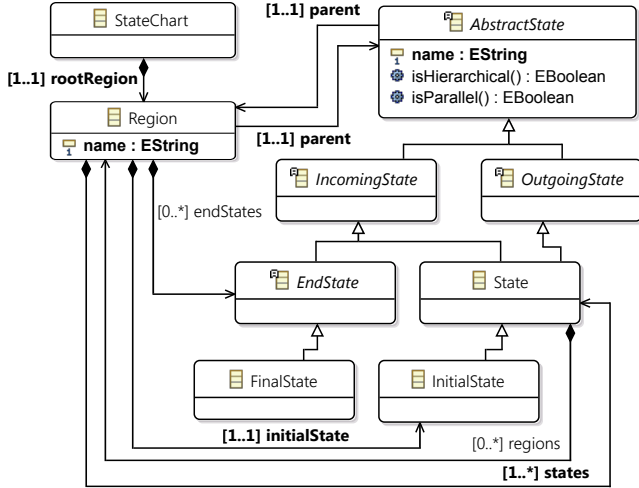 StateChart
[1..1] parent
AbstractState
name : EString
isHierarchical() : EBoolean
isParallel() : EBoolean
[1..1] rootRegion
Region
name : EString
[1..1] parent
IncomingState
OutgoingState
[0..*] endStates
EndState
State
FinalState
InitialState
[1..1] initialState
[0..*] regions
[1..*] states